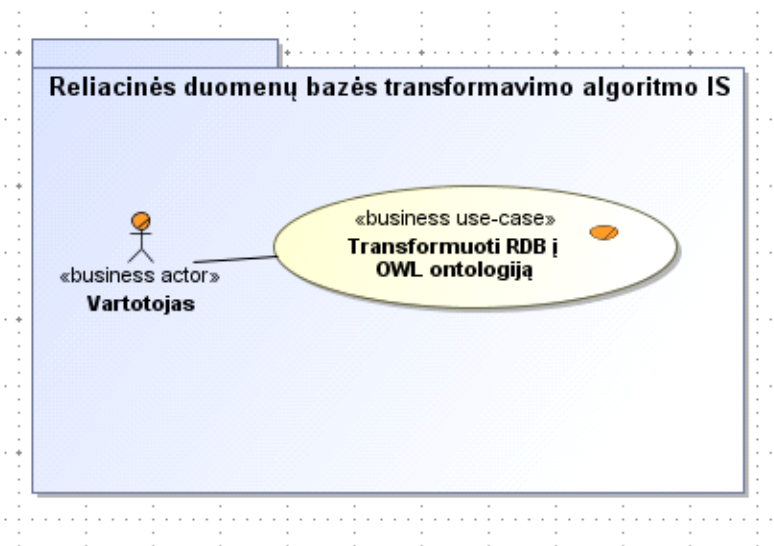 Reliacinės duomenų bazės transformavimo algoritmo IS
«business use-case»
Transformuoti RDB į
OWL ontologiją
«business actor»
Vartotojas